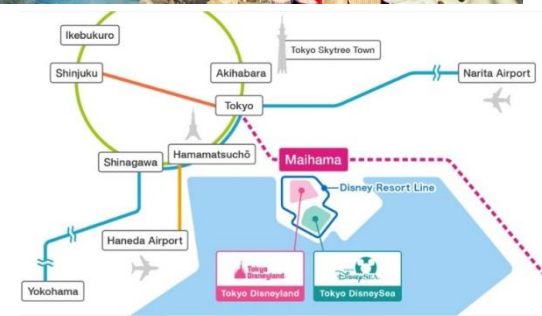 Ikebukuro
Tokyo Skytree Town
Shinjuku
Akihabara
Narita Airport
Tokyo
Shinagawa
Hamamatsuchō
Maihama
Disney Resort Line
Haneda Airport
Tokyo
Disneyland
DisneySEA
Tokyo Disneyland
Tokyo DisneySea
Yokohama